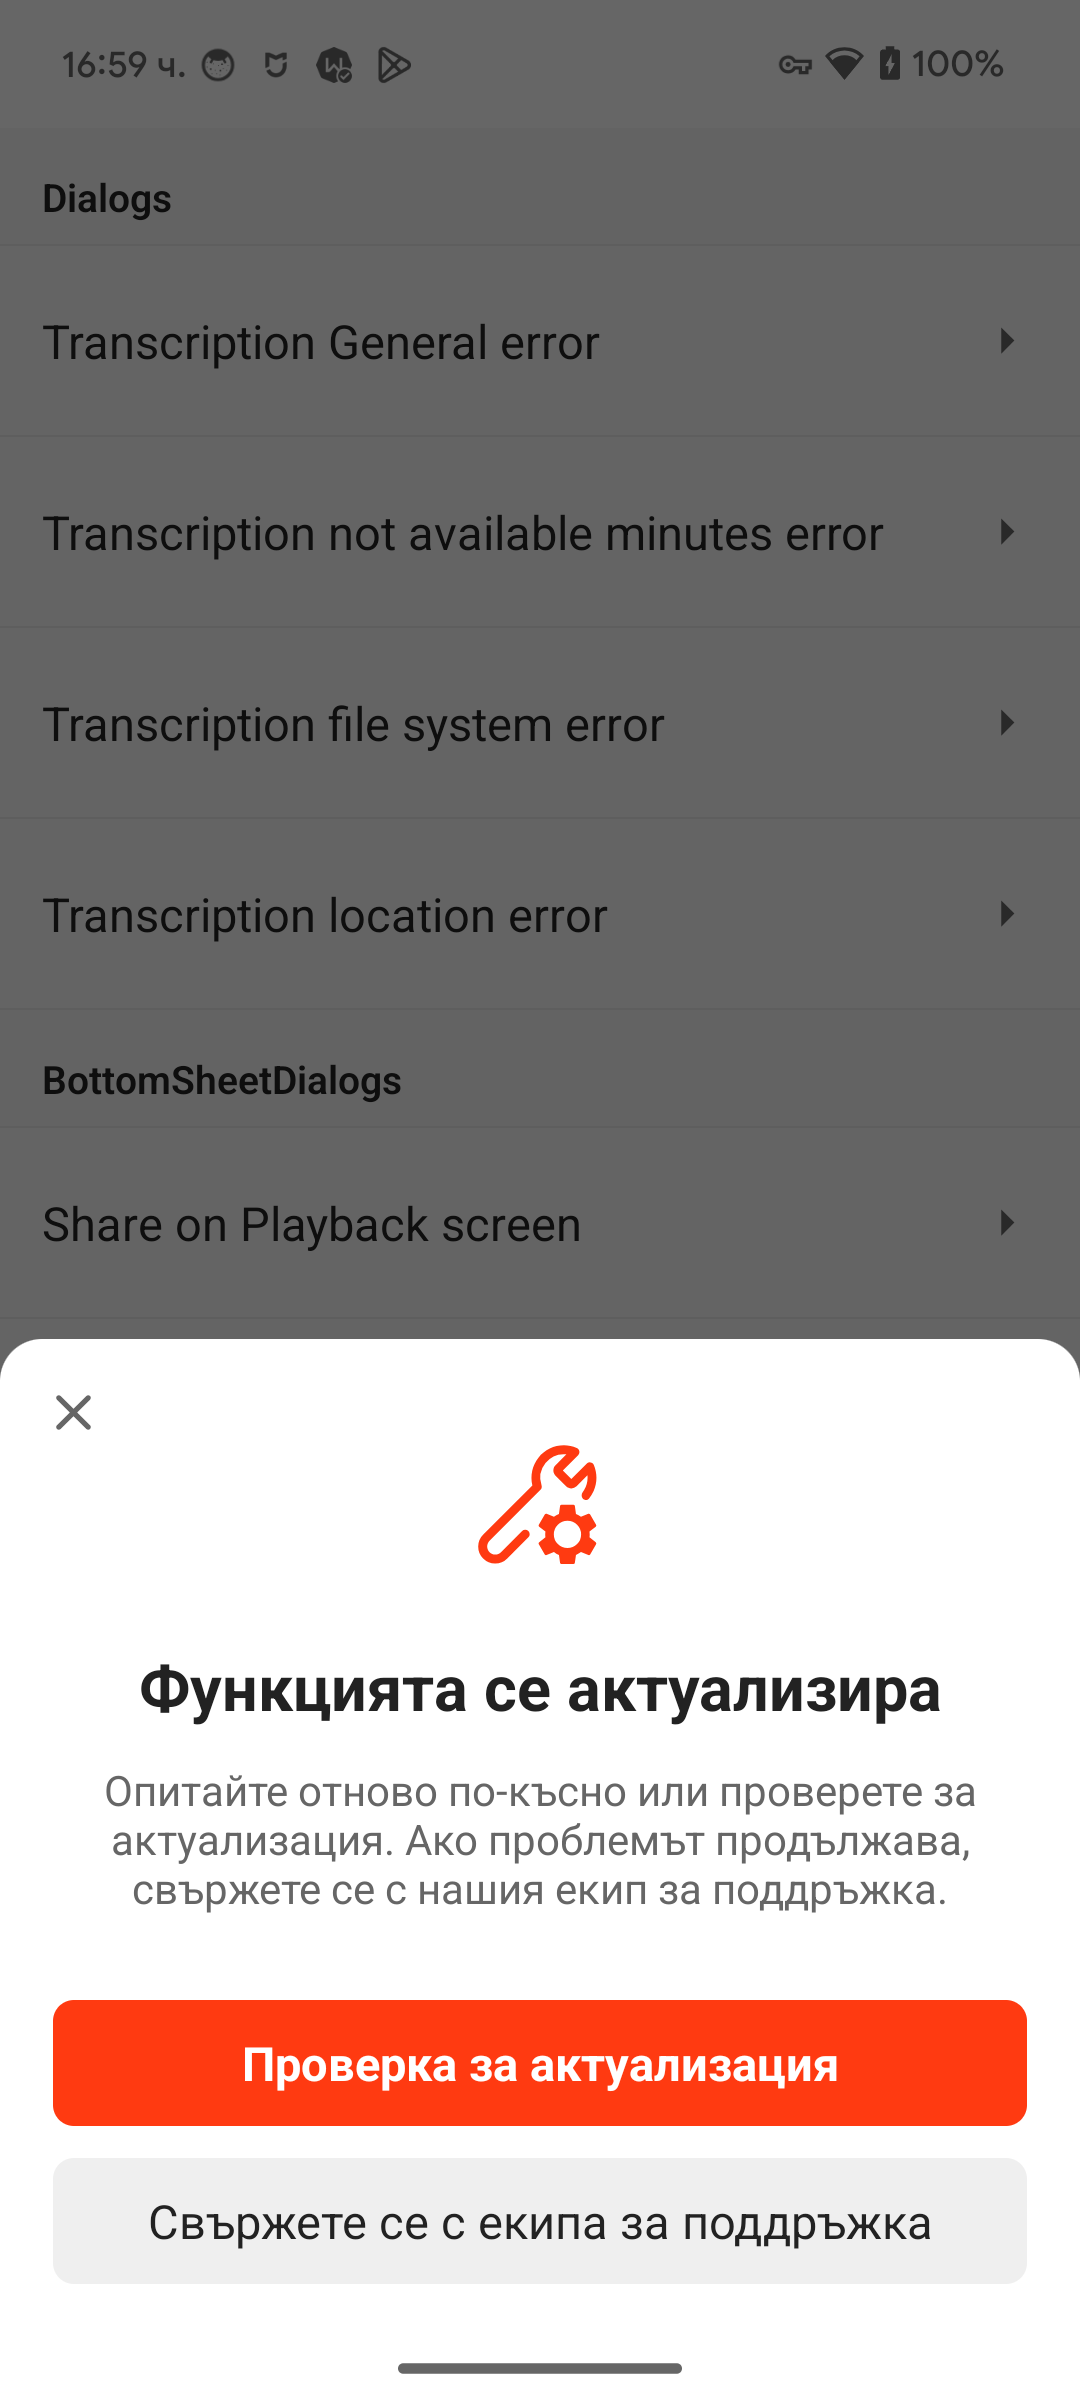 16:59 ч. 100%
Dialogs
Transcription General error
Transcription not available minutes error
Transcription file system error
Transcription location error
BottomSheetDialogs
Share on Playback screen
Функцията се актуализира
Опитайте отново по-късно или проверете за
актуализация. Ако проблемът продължава,
свържете се с нашия екип за поддръжка.
Проверка за актуализация
Свържете се с екипа за поддръжка